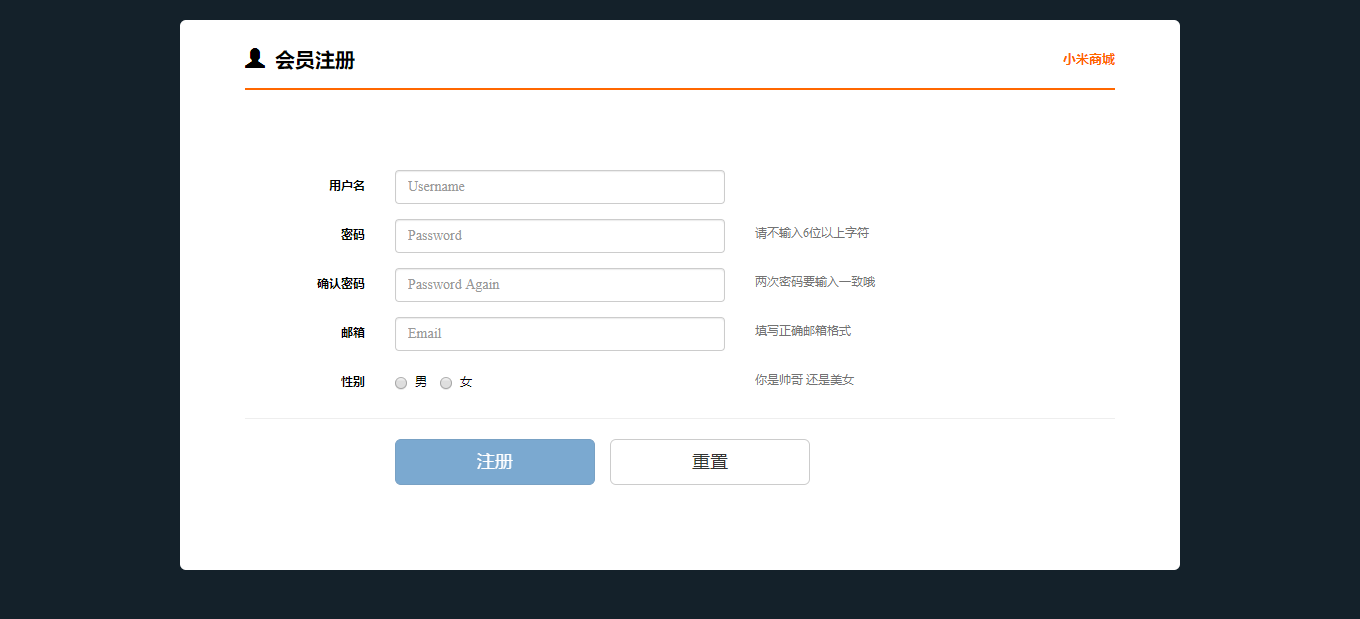 会员注册
小米商城
用户名 Username
密码 Password 请不输入6位以上字符
确认密码 Password Again 两次密码要输入一致哦
邮箱 Email 填写正确邮箱格式
性别 男 女 你是帅哥 还是美女
注册 重置